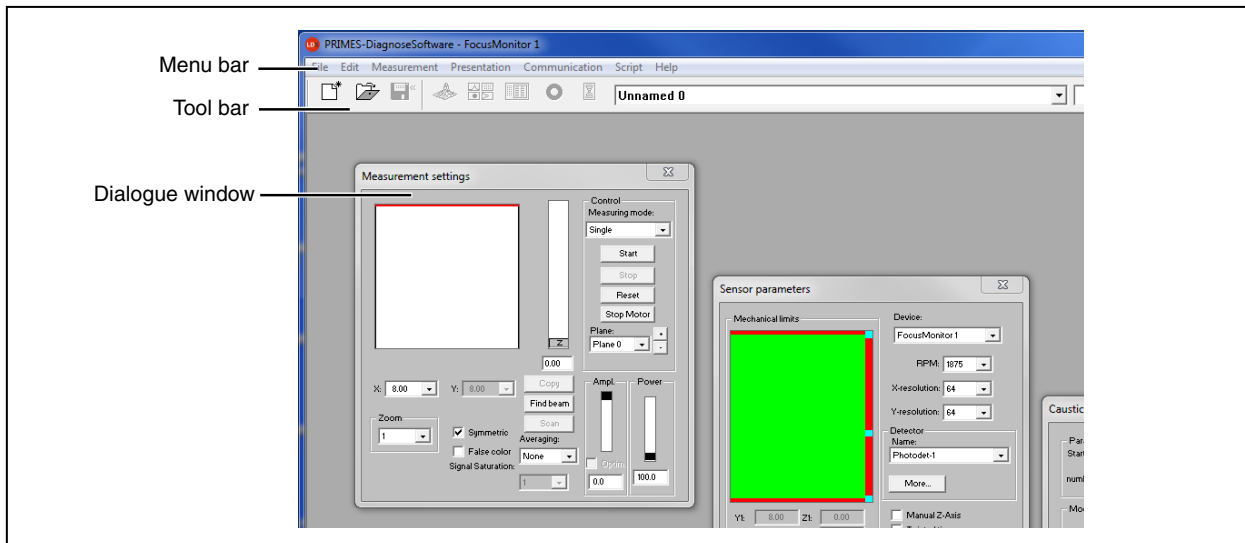 PRIMES-DiagnoseSoftware - FocusMonitor 1
Menu bar
File Edit Measurement Presentation Communication Script Help
Tool bar
Unnamed 0
Dialogue window
Measurement settings
Control
Measuring mode:
Single
Start
Stop
Reset
Stop Motor
Plane:
Plane 0
+
-
Z
0.00
X: 8.00 Y: 8.00
Copy
Find beam
Scan
Zoom
1
Symmetric
False color
Signal Saturation:
Averaging:
None
1
Ampl.
Optim.
0.0
Power
100.0
Sensor parameters
Mechanical limits
Y1: 8.00 Z1: 0.00
Device:
FocusMonitor 1
RPM: 1875
X-resolution: 64
Y-resolution: 64
Detector
Name:
Photodet-1
More...
Manual Z-Axis
Caustic
Par
Star
num
Mo